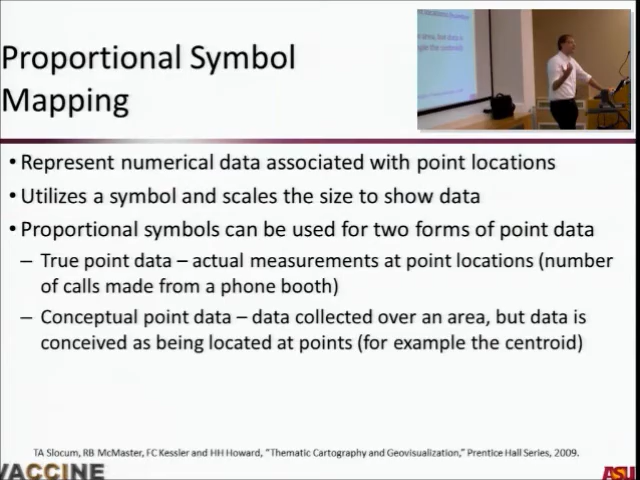 Proportional Symbol
Mapping
• Represent numerical data associated with point locations
• Utilizes a symbol and scales the size to show data
• Proportional symbols can be used for two forms of point data
– True point data – actual measurements at point locations (number
of calls made from a phone booth)
– Conceptual point data – data collected over an area, but data is
conceived as being located at points (for example the centroid)
TA Slocum, RB McMaster, FC Kessler and HH Howard, "Thematic Cartography and Geovisualization," Prentice Hall Series, 2009.
VACCINE
ASU